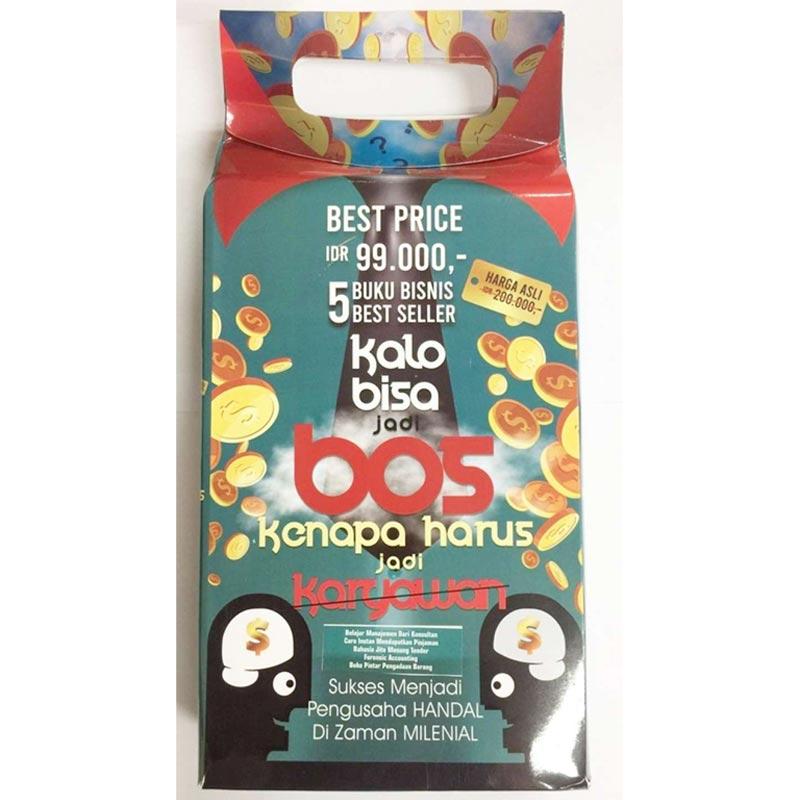 BEST PRICE
IDR 99.000,-
5 BUKU BISNIS
BEST SELLER
HARGA ASLI
IDR 200.000,-
Kalo
bisa
jadi
bos
Kenapa harus
jadi
Karyawan
Belajar Manajemen Dari Konsultan
Cara Instan Mendapatkan Pinjaman
Rahasia Jitu Menang Tender
Forensic Accounting
Buku Pintar Pengadaan Barang
Sukses Menjadi
Pengusaha HANDAL
Di Zaman MILENIAL